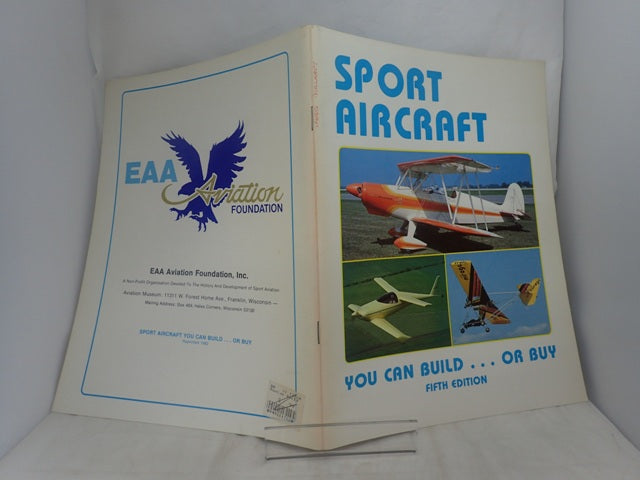 SPORT
AIRCRAFT
YOU CAN BUILD . . . OR BUY
FIFTH EDITION
EAA
Aviation
FOUNDATION
EAA Aviation Foundation, Inc.
A Non-Profit Organization Devoted To The History And Development of Sport Aviation
Aviation Museum: 11311 W. Forest Home Ave., Franklin, Wisconsin —
Mailing Address: Box 469, Hales Corners, Wisconsin 53130
SPORT AIRCRAFT YOU CAN BUILD . . . OR BUY